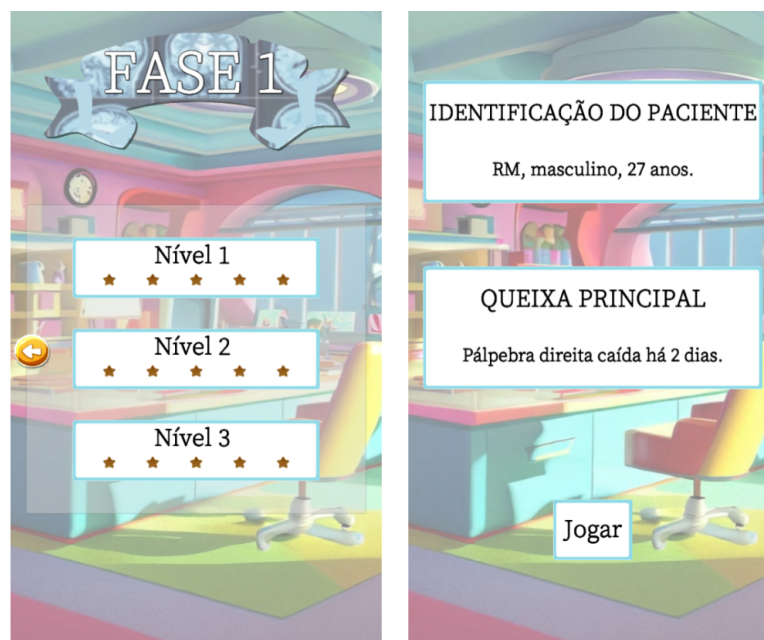 FASE 1
Nível 1
Nível 2
Nível 3
IDENTIFICAÇÃO DO PACIENTE
RM, masculino, 27 anos.
QUEIXA PRINCIPAL
Pálpebra direita caída há 2 dias.
Jogar